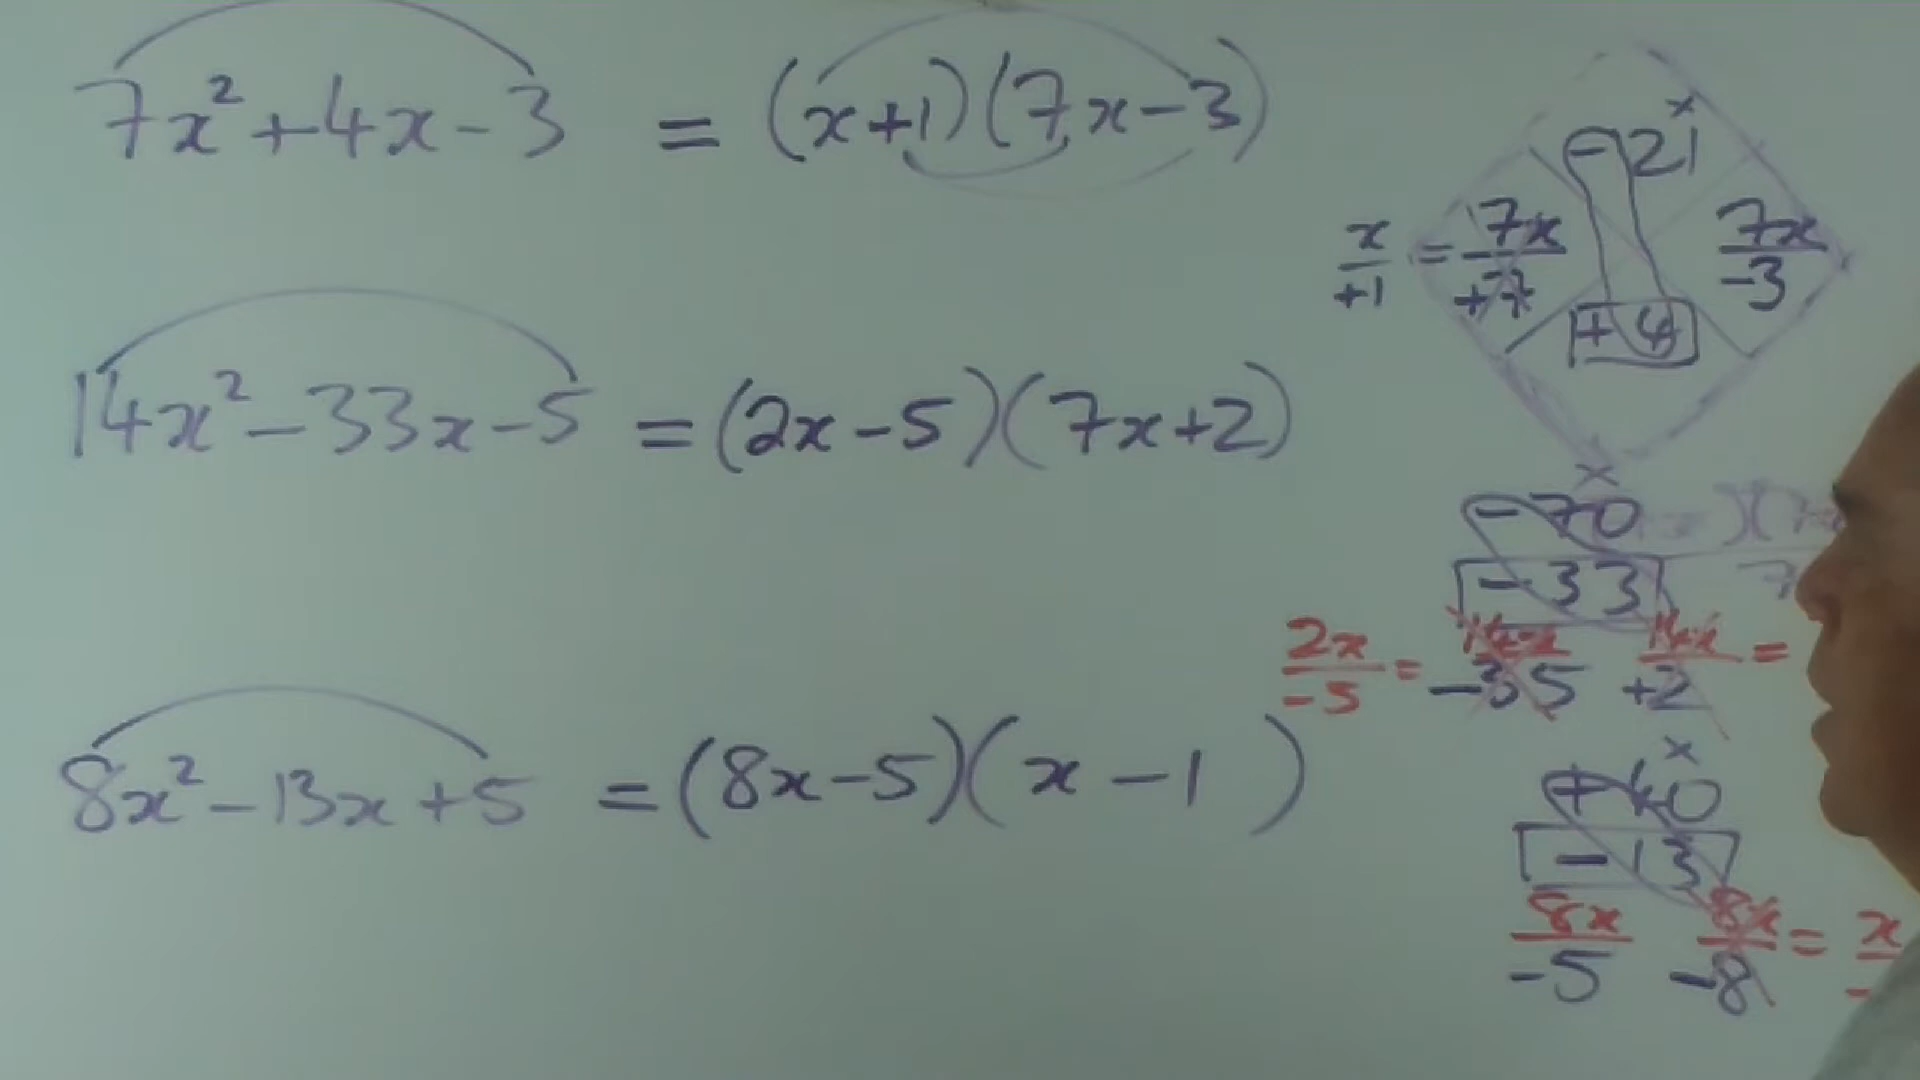 7x² + 4x - 3 = (x+1)(7x-3)
x
-21
x/+1 = 7x/+7 7x/-3
+4
14x² - 33x - 5 = (2x-5)(7x+2)
x
-70
-33
2x/-5 = 14x/-35 14x/+2 =
8x² - 13x + 5 = (8x-5)(x-1)
x
+40
-13
8x/-5 8x/-8 = x/-